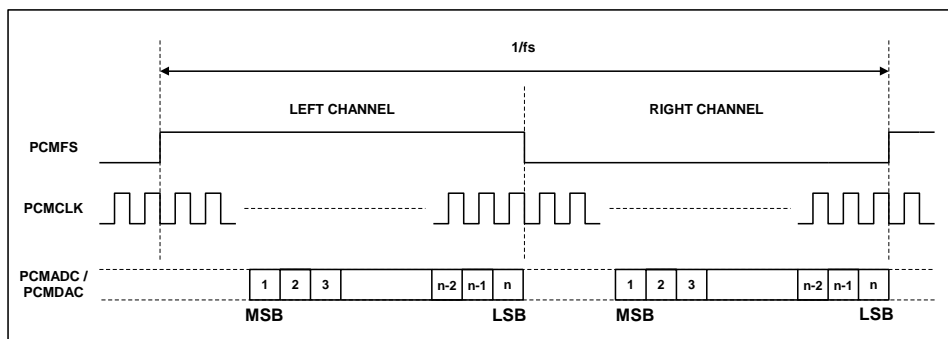 1/fs
LEFT CHANNEL RIGHT CHANNEL
PCMFS
PCMCLK
PCMADC /
PCMDAC
1 2 3 n-2 n-1 n 1 2 3 n-2 n-1 n
MSB LSB MSB LSB